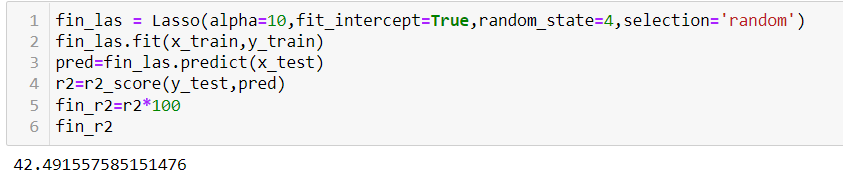 1 fin_las = Lasso(alpha=10,fit_intercept=True,random_state=4,selection='random')
2 fin_las.fit(x_train,y_train)
3 pred=fin_las.predict(x_test)
4 r2=r2_score(y_test,pred)
5 fin_r2=r2*100
6 fin_r2
42.491557585151476